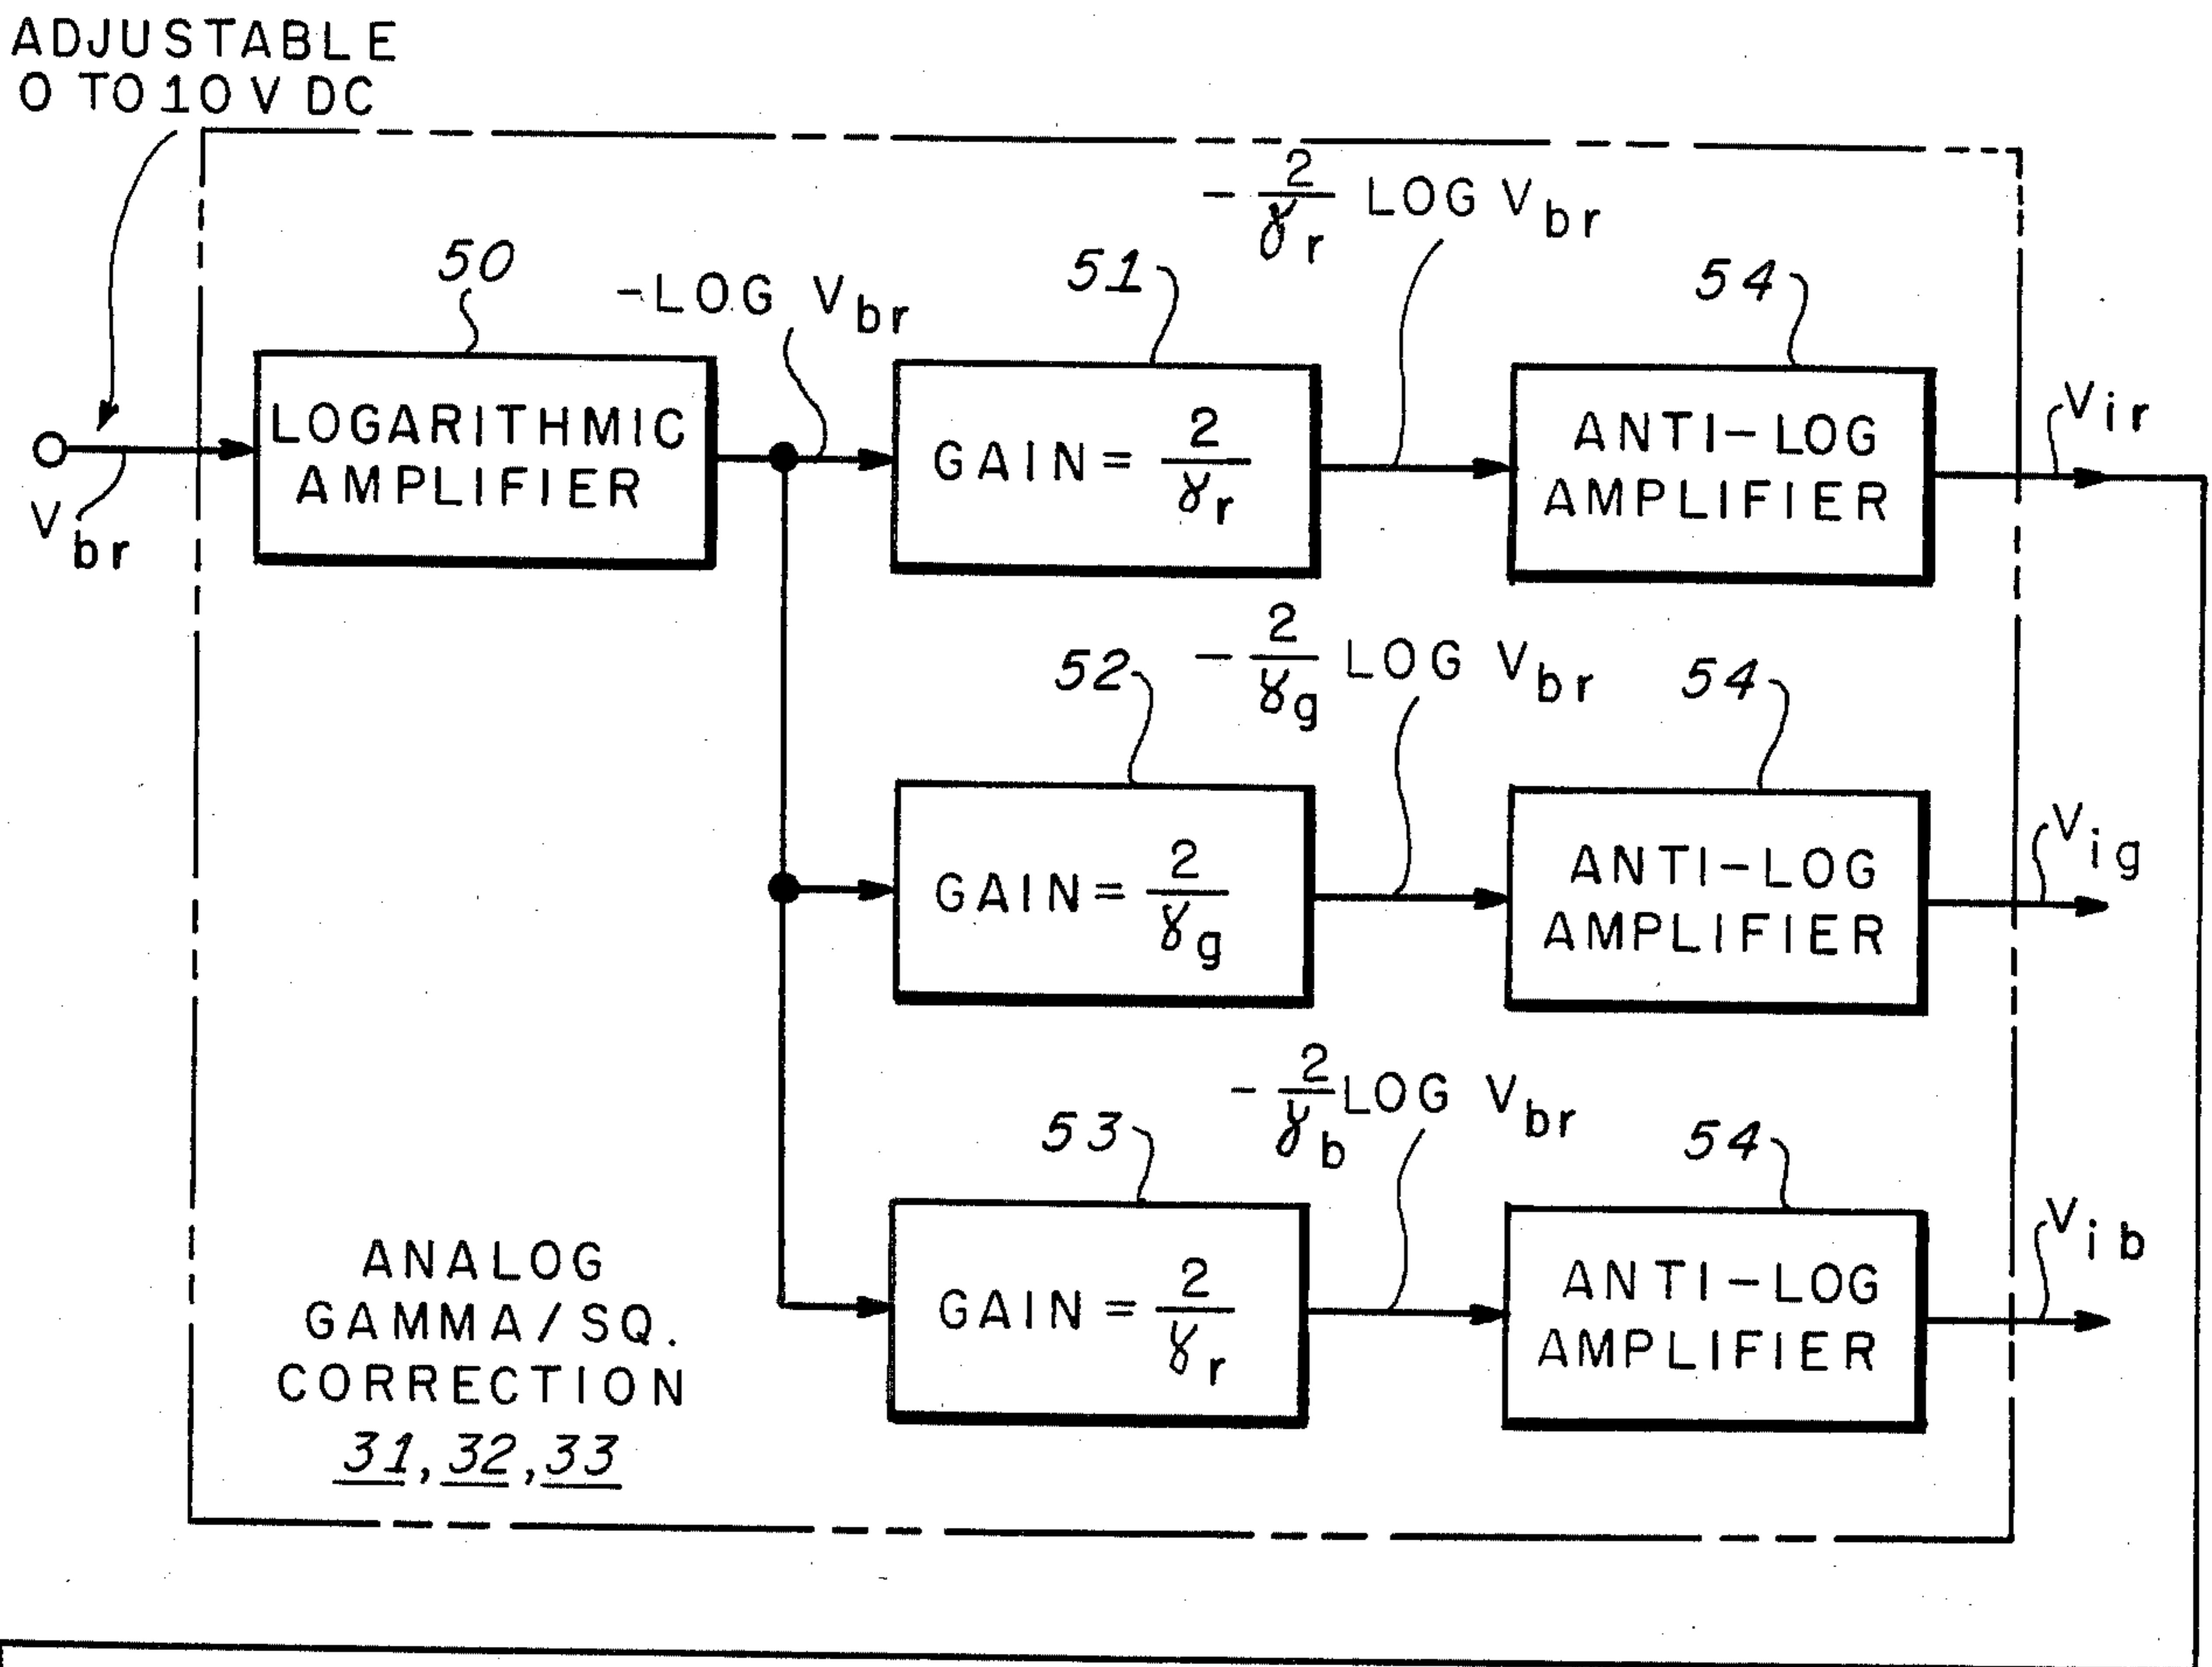 ADJUSTABLE
0 TO 10 V DC
- 2/γr LOG Vbr
50
-LOG Vbr
51
54
LOGARITHMIC
AMPLIFIER
GAIN = 2/γr
ANTI-LOG
AMPLIFIER
Vir
Vbr
52
- 2/γg LOG Vbr
54
GAIN = 2/γg
ANTI-LOG
AMPLIFIER
Vig
53
- 2/γb LOG Vbr
54
GAIN = 2/γr
ANTI-LOG
AMPLIFIER
Vib
ANALOG
GAMMA/SQ.
CORRECTION
31, 32, 33